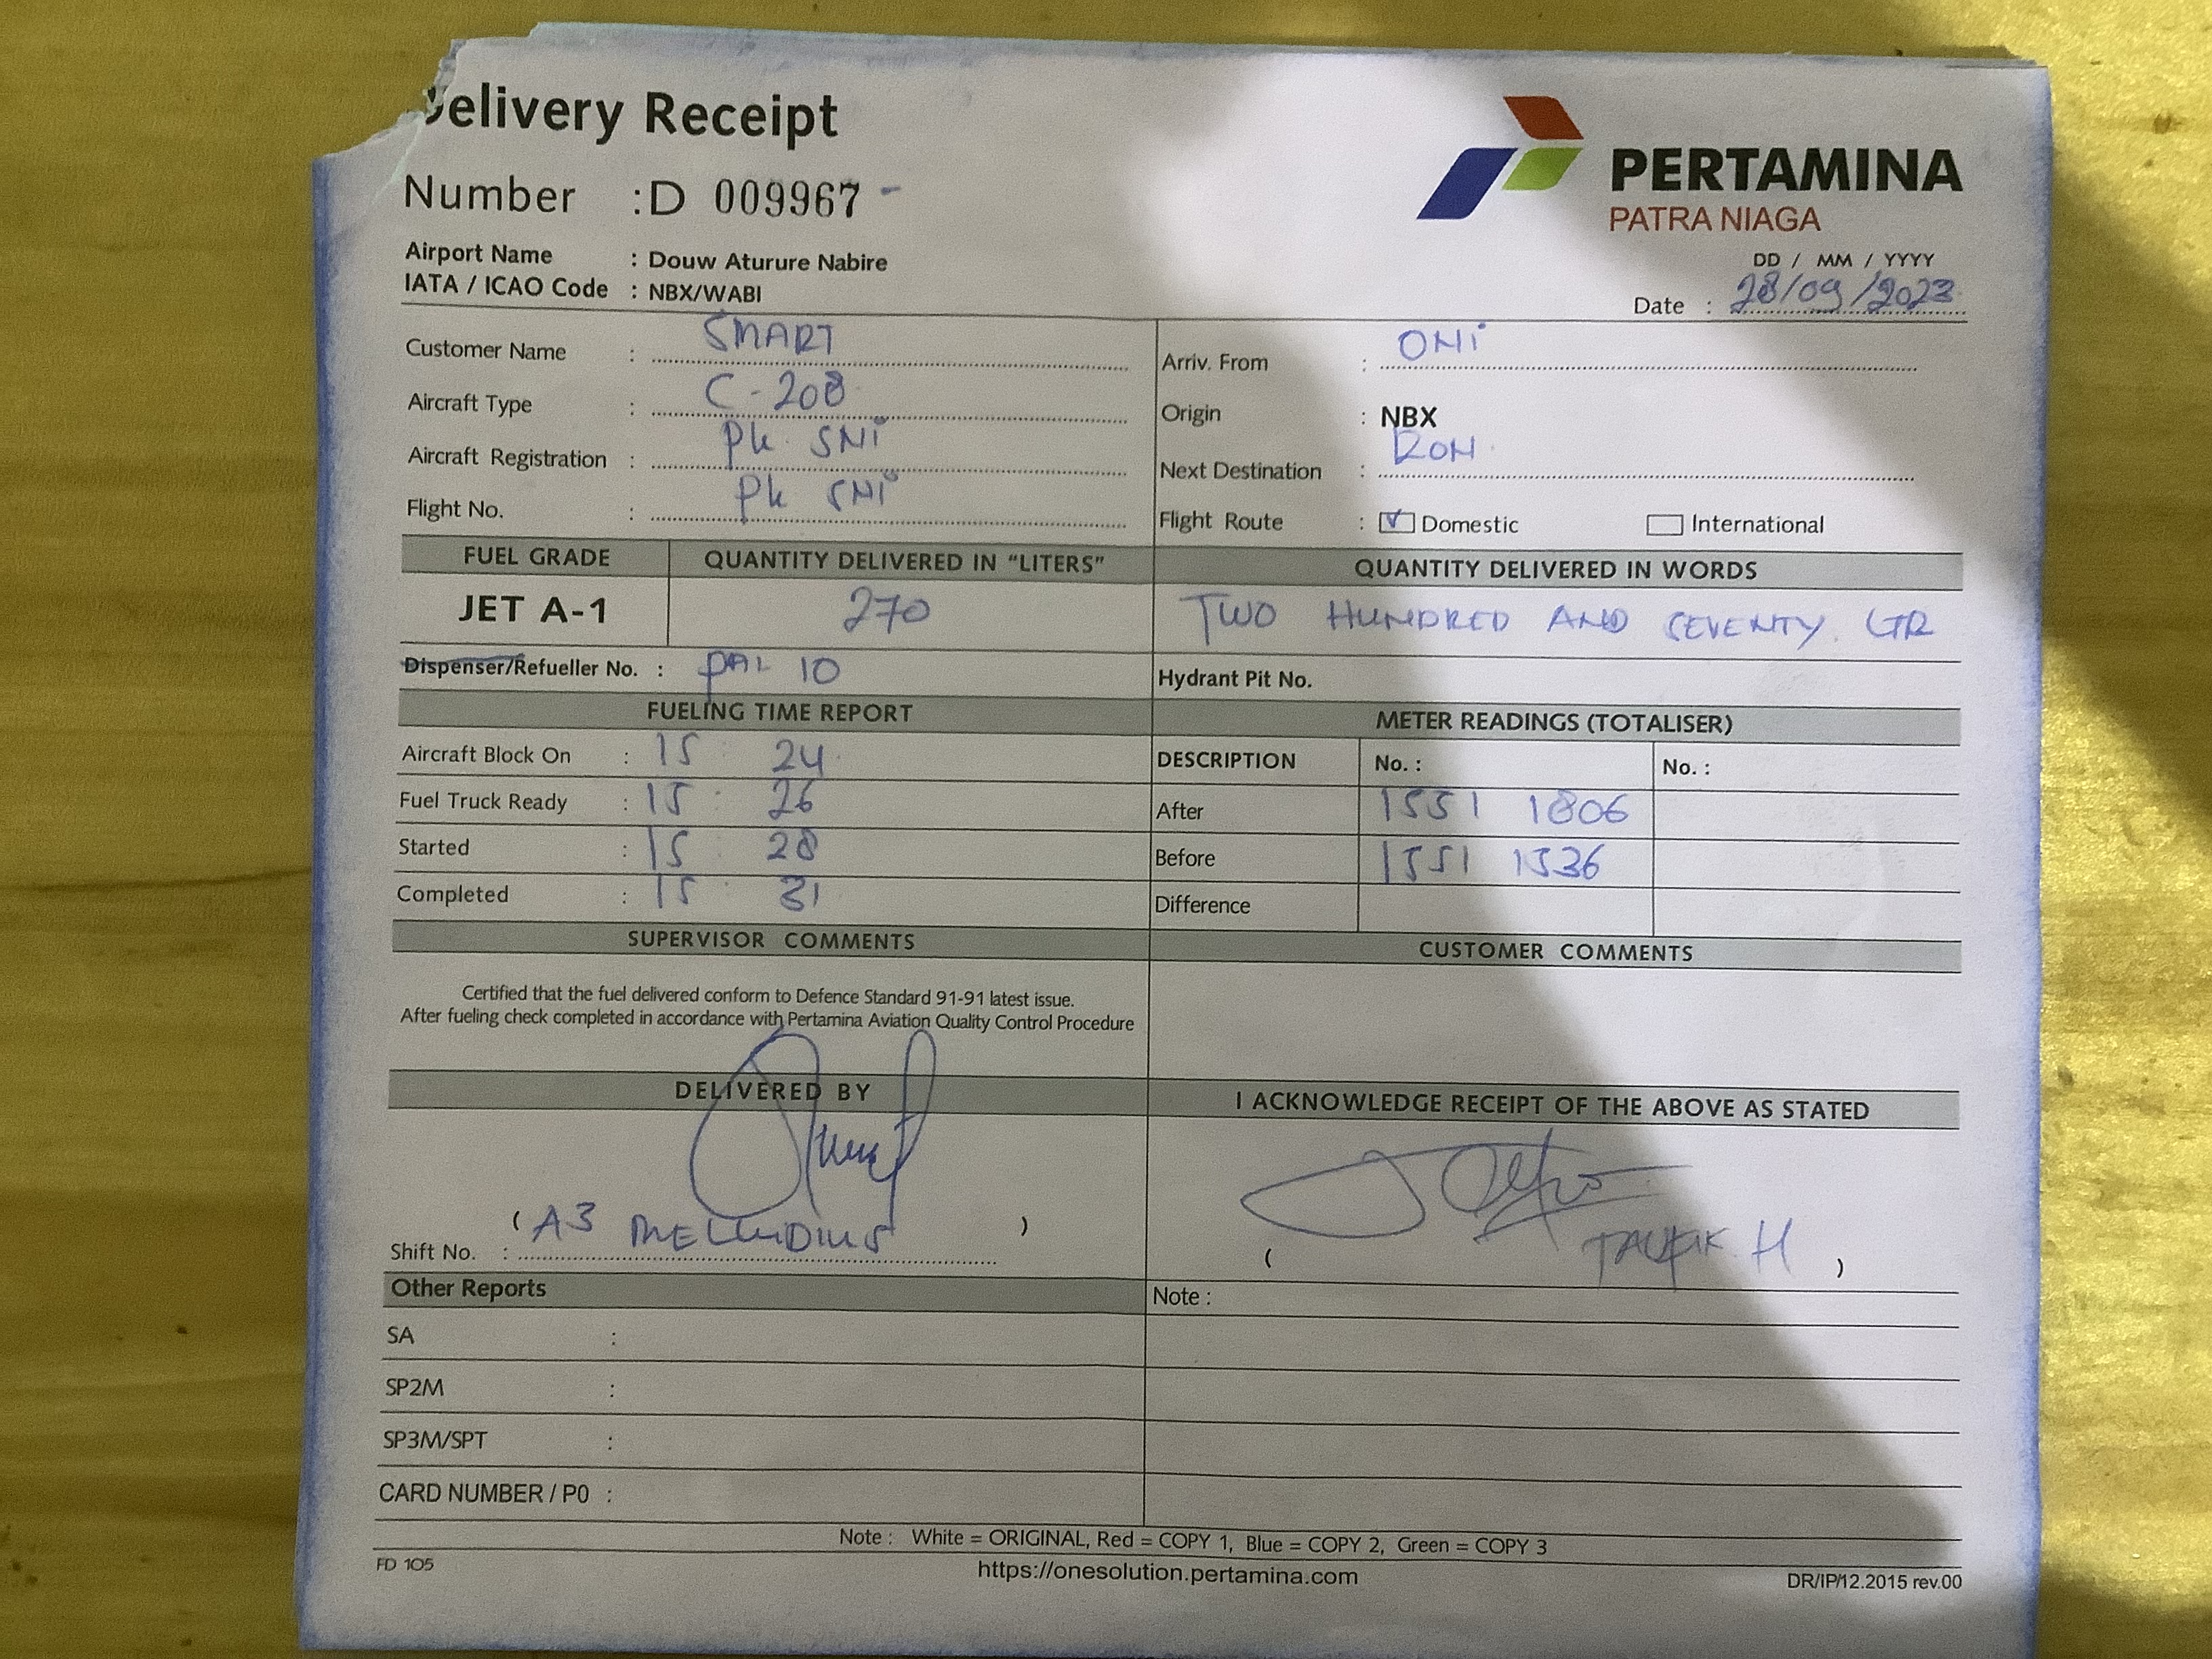 Delivery Receipt
Number : D 009967 -
PERTAMINA
PATRA NIAGA
Airport Name : Douw Aturure Nabire
IATA / ICAO Code : NBX/WABI
DD / MM / YYYY
Date : 28/09/2023
Customer Name : SMART
Aircraft Type : C-208
Aircraft Registration : PK SNI
Flight No. : PK SNI
Arriv. From : ONI
Origin : NBX
Next Destination : RON
Flight Route : Domestic International
FUEL GRADE QUANTITY DELIVERED IN “LITERS” QUANTITY DELIVERED IN WORDS
JET A-1 270 TWO HUNDRED AND SEVENTY LTR
Dispenser/Refueller No. : 10 Hydrant Pit No.
FUELING TIME REPORT
Aircraft Block On : 15 : 24
Fuel Truck Ready : 15 : 26
Started : 15 : 28
Completed : 15 : 31
METER READINGS (TOTALISER)
DESCRIPTION No. : No. :
After 1551 1806
Before 1551 1536
Difference
SUPERVISOR COMMENTS CUSTOMER COMMENTS
Certified that the fuel delivered conform to Defence Standard 91-91 latest issue.
After fueling check completed in accordance with Pertamina Aviation Quality Control Procedure
DELIVERED BY I ACKNOWLEDGE RECEIPT OF THE ABOVE AS STATED
( A3 )
Shift No. :
( TAUFIK H )
Other Reports Note :
SA :
SP2M :
SP3M/SPT :
CARD NUMBER / P0 :
Note : White = ORIGINAL, Red = COPY 1, Blue = COPY 2, Green = COPY 3
FD 105 https://onesolution.pertamina.com DR/IP/12.2015 rev.00